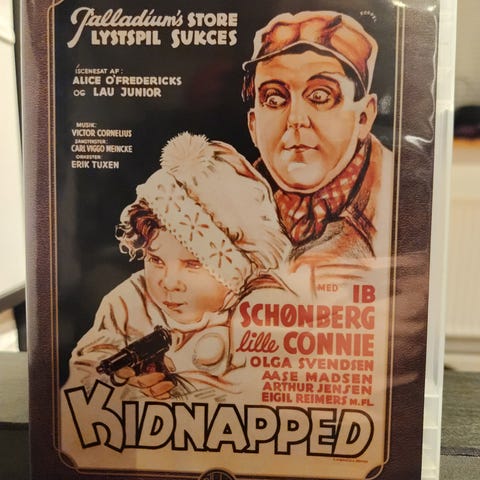 Palladium's STORE
LYSTSPIL SUKCES
ISCENESAT AF:
ALICE O'FREDERICKS
OG LAU JUNIOR
MUSIK:
VICTOR CORNELIUS
SANGTEKSTER:
CARL VIGGO MEINCKE
ORKESTER:
ERIK TUXEN
MED IB
SCHØNBERG
lille CONNIE
OLGA SVENDSEN
AASE MADSEN
ARTHUR JENSEN
EIGIL REIMERS M.FL.
KIDNAPPED